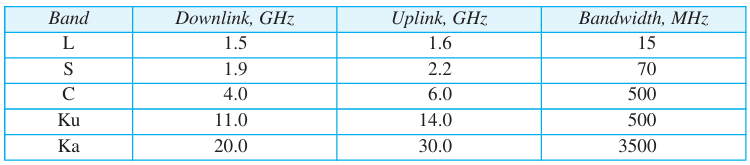 Band Downlink, GHz Uplink, GHz Bandwidth, MHz
L 1.5 1.6 15
S 1.9 2.2 70
C 4.0 6.0 500
Ku 11.0 14.0 500
Ka 20.0 30.0 3500